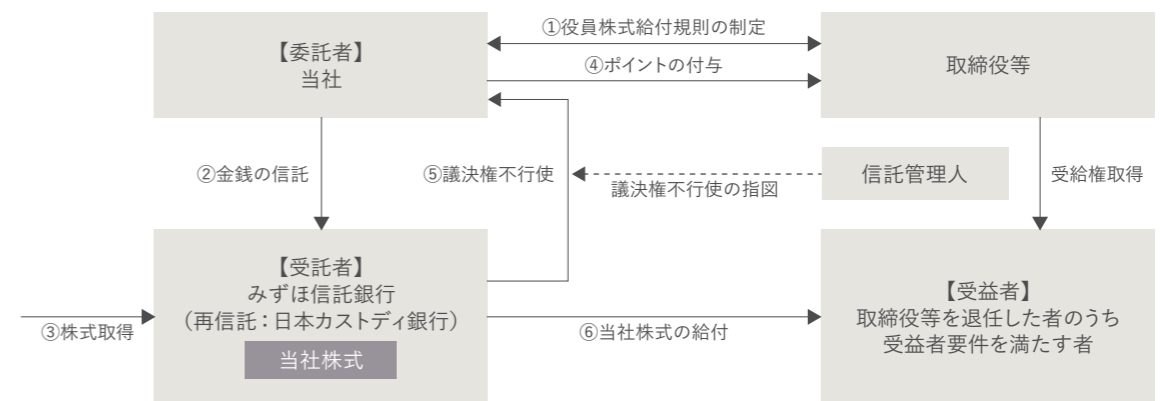 ①役員株式給付規則の制定
【委託者】
当社
④ポイントの付与
取締役等
②金銭の信託
⑤議決権不行使
議決権不行使の指図
信託管理人
受給権取得
③株式取得
【受託者】
みずほ信託銀行
（再信託：日本カストディ銀行）
当社株式
⑥当社株式の給付
【受益者】
取締役等を退任した者のうち
受益者要件を満たす者